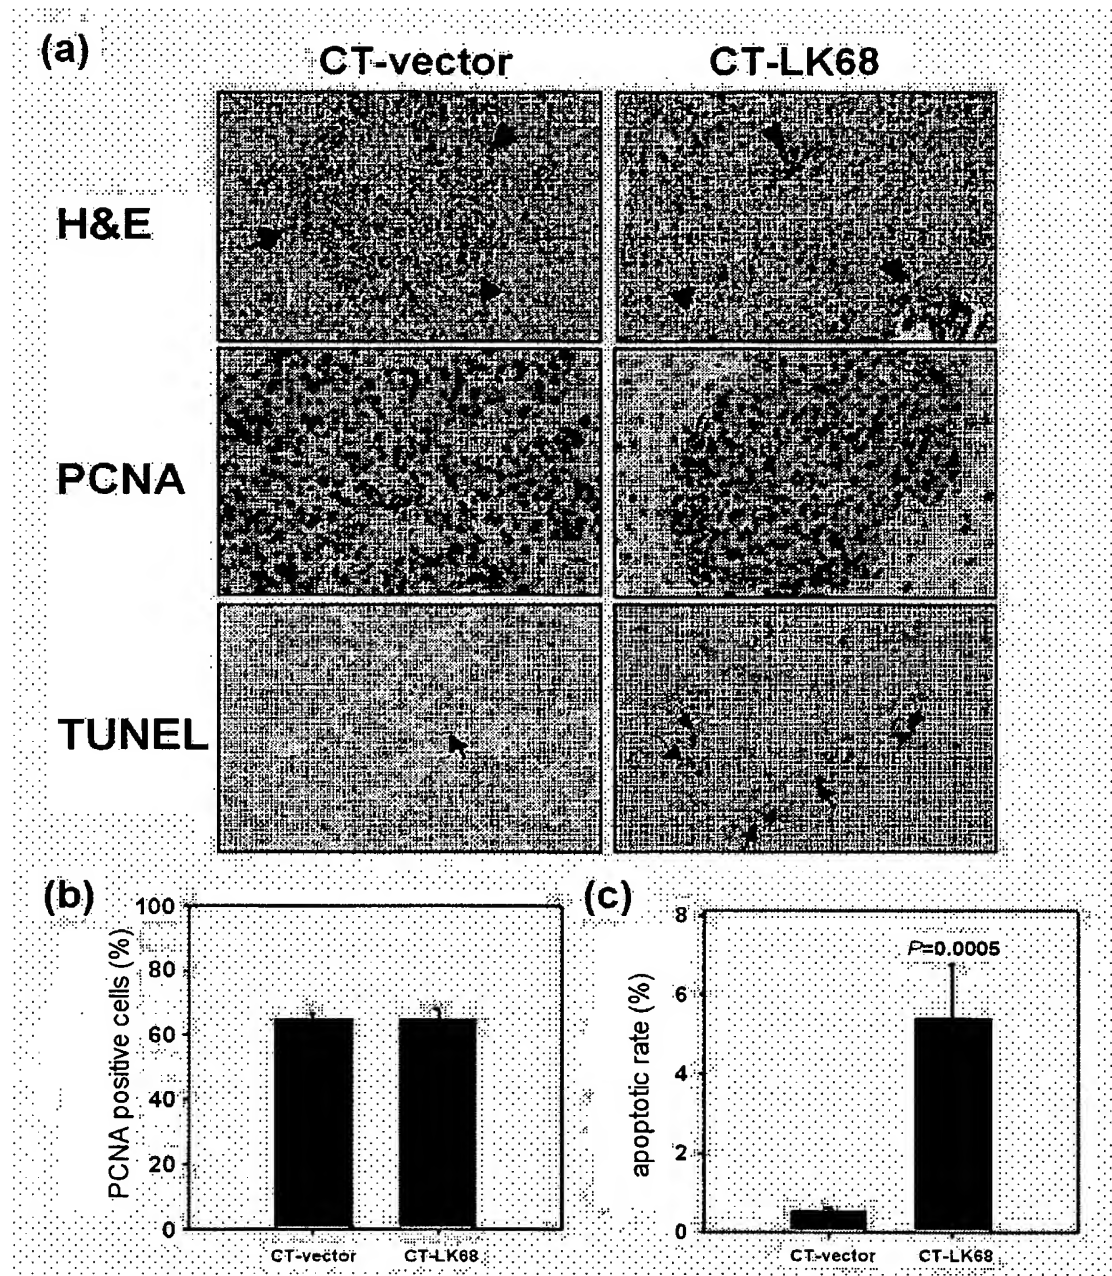 (a)
CT-vector CT-LK68
H&E
PCNA
TUNEL
(b)
PCNA positive cells (%)
100
80
60
40
20
0
CT-vector CT-LK68
(c)
apoptotic rate (%)
8
6
4
2
0
P=0.0005
CT-vector CT-LK68